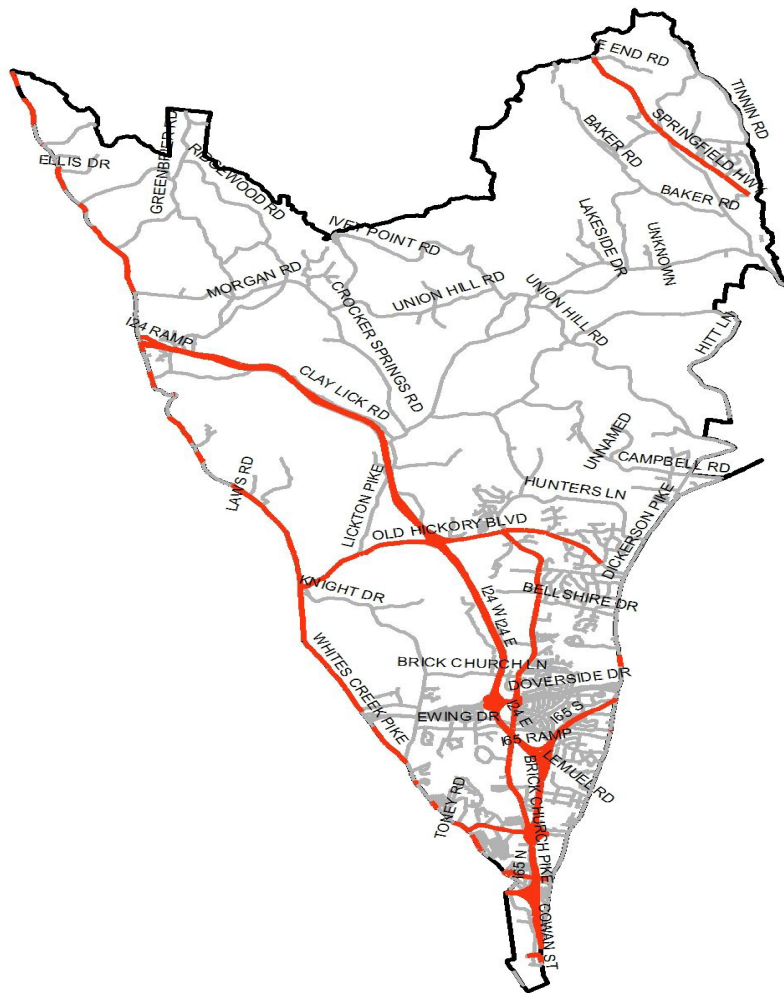 E END RD
TINNIN RD
SPRINGFIELD HWY
BAKER RD
BAKER RD
ELLIS DR
GREENBRIER RD
RIDGEWOOD RD
IVEY POINT RD
LAKESIDE DR
UNKNOWN
MORGAN RD
CROCKER SPRINGS RD
UNION HILL RD
UNION HILL RD
HITT LN
I24 RAMP
CLAY LICK RD
UNNAMED
CAMPBELL RD
LAWS RD
HUNTERS LN
LICKTON PIKE
OLD HICKORY BLVD
DICKERSON PIKE
KNIGHT DR
I24 W
I24 E
BELLSHIRE DR
WHITES CREEK PIKE
BRICK CHURCH LN
DOVERSIDE DR
EWING DR
I24 E
I65 S
I65 RAMP
LEMUEL RD
TONEY RD
BRICK CHURCH PIKE
I65 N
COWAN ST